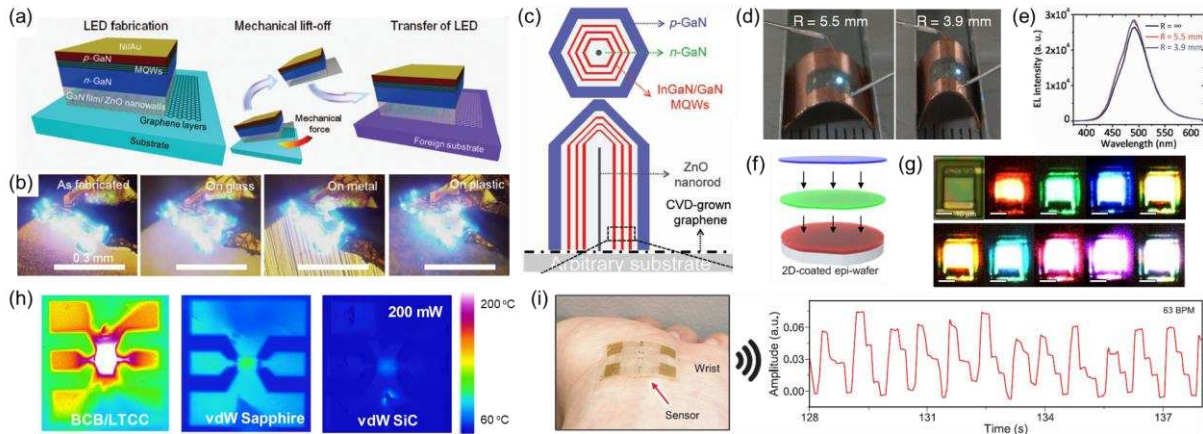 (a)
LED fabrication
Mechanical lift-off
Transfer of LED
Ni/Au
p-GaN
MQWs
n-GaN
GaN film/ ZnO nanowalls
Graphene layers
Substrate
Mechanical
force
Foreign substrate
(b)
As fabricated
On glass
On metal
On plastic
0.3 mm
(c)
p-GaN
n-GaN
InGaN/GaN
MQWs
ZnO
nanorod
CVD-grown
graphene
Arbitrary substrate
(d)
R = 5.5 mm
R = 3.9 mm
(e)
EL Intensity (a. u.)
R = ∞
R = 5.5 mm
R = 3.9 mm
400 450 500 550 600
Wavelength (nm)
(f)
2D-coated epi-wafer
(g)
(h)
200 mW
BCB/LTCC
vdW Sapphire
vdW SiC
200 °C
60 °C
(i)
Wrist
Sensor
63 BPM
Amplitude (a.u.)
0.06
0.03
0.00
128 131 134 137
Time (s)